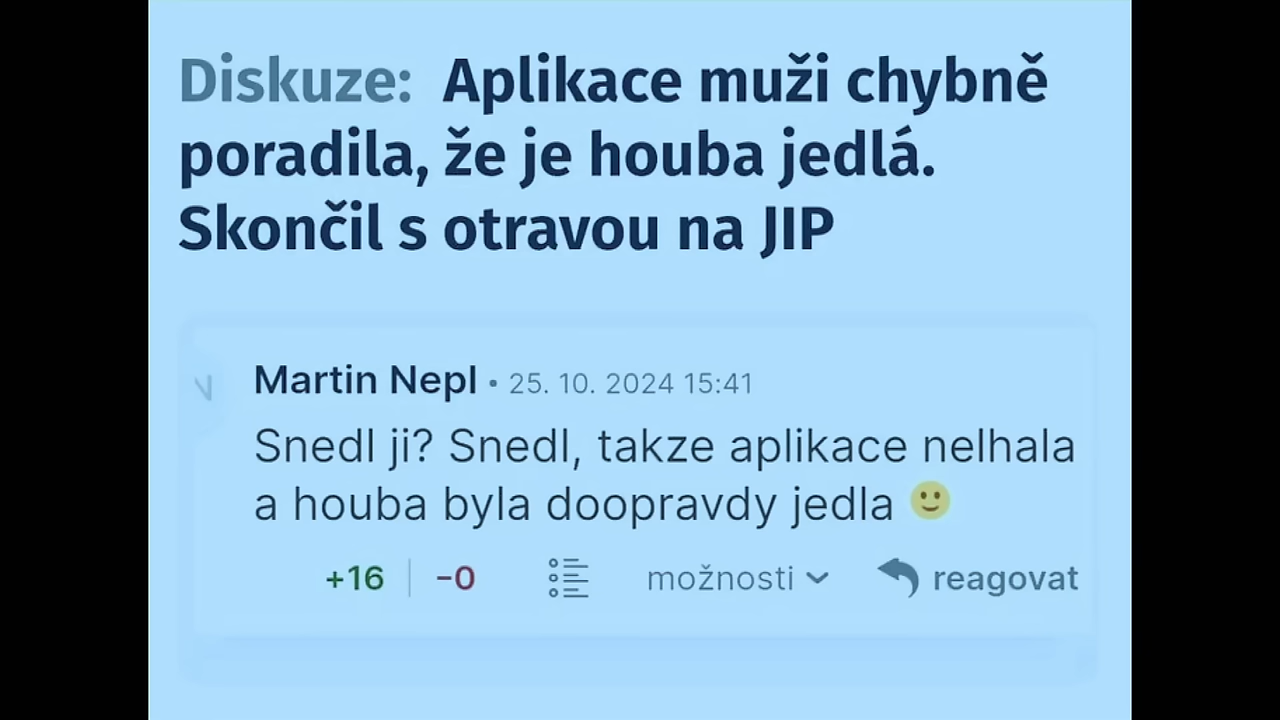 Diskuze: Aplikace muži chybně
poradila, že je houba jedlá.
Skončil s otravou na JIP
N
Martin Nepl • 25. 10. 2024 15:41
Snedl ji? Snedl, takze aplikace nelhala
a houba byla doopravdy jedla 🙂
+16 | −0 možnosti reagovat